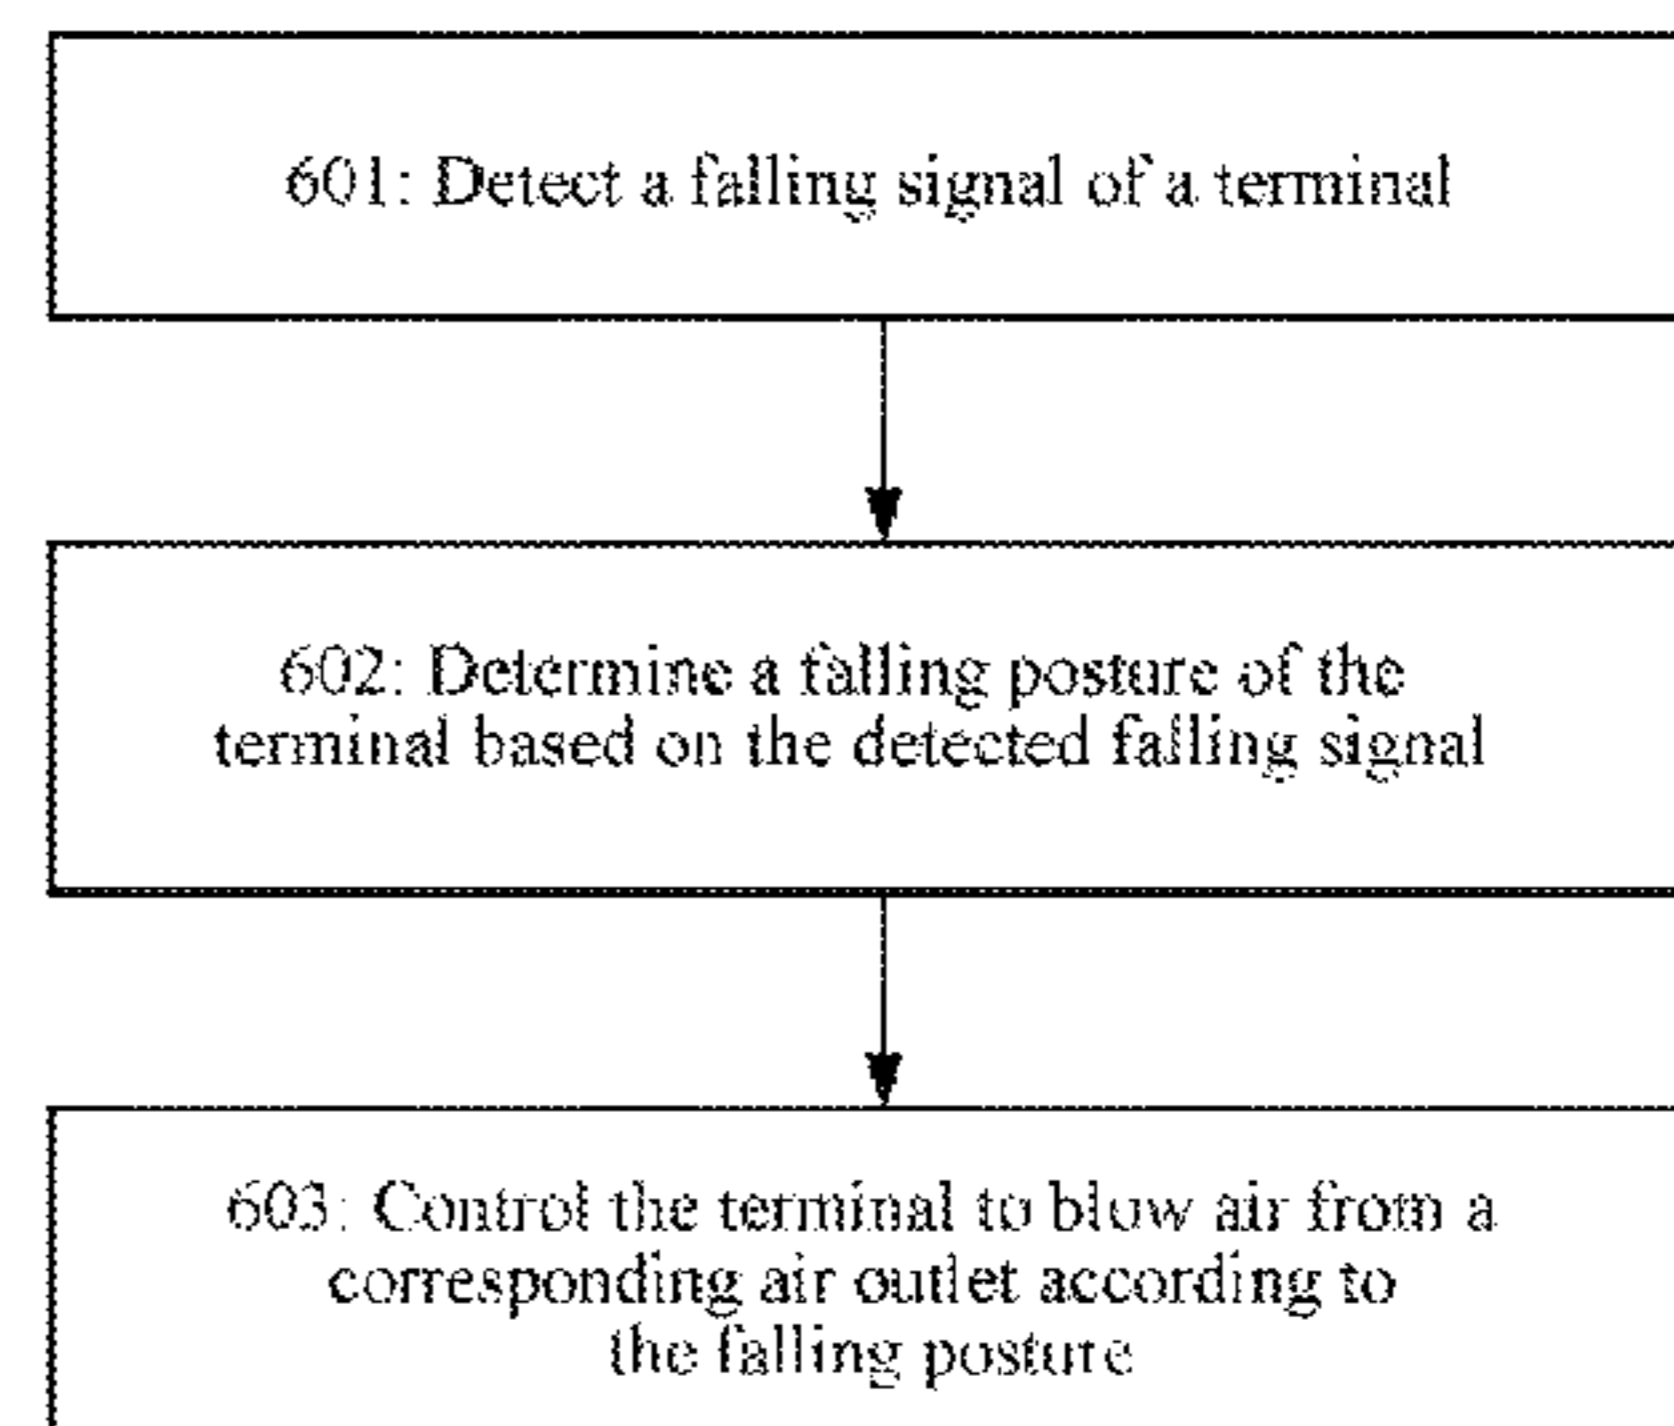 601: Detect a falling signal of a terminal
602: Determine a falling posture of the
terminal based on the detected falling signal
603: Control the terminal to blow air from a
corresponding air outlet according to
the falling posture